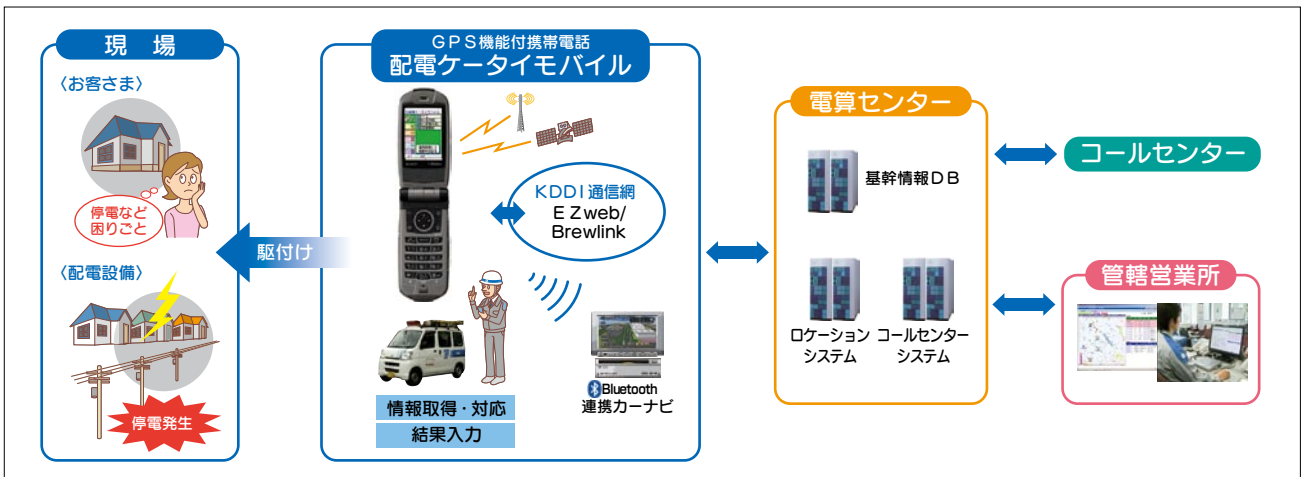 現 場
〈お客さま〉
停電など
困りごと
〈配電設備〉
停電発生
駆付け
GPS機能付携帯電話
配電ケータイモバイル
KDDI通信網
EZweb/
Brewlink
Bluetooth
連携カーナビ
情報取得・対応
結果入力
電算センター
基幹情報DB
ロケーション
システム
コールセンター
システム
コールセンター
管轄営業所